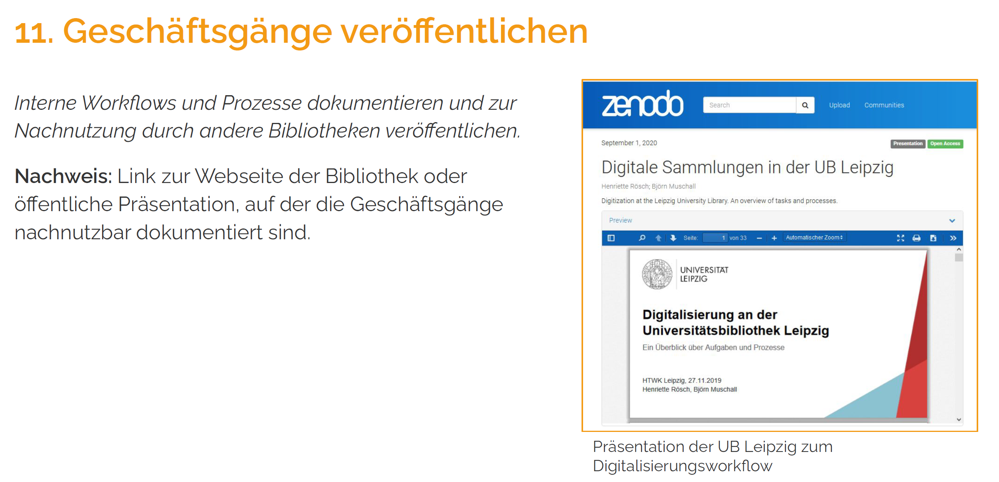 11. Geschäftsgänge veröffentlichen
Interne Workflows und Prozesse dokumentieren und zur
Nachnutzung durch andere Bibliotheken veröffentlichen.
Nachweis: Link zur Webseite der Bibliothek oder
öffentliche Präsentation, auf der die Geschäftsgänge
nachnutzbar dokumentiert sind.
zenodo
Search
Upload
Communities
September 1, 2020
Presentation
Open Access
Digitale Sammlungen in der UB Leipzig
Henriette Rösch; Björn Muschall
Digitization at the Leipzig University Library. An overview of tasks and processes.
Preview
Seite: 1 von 33
Automatischer Zoom
UNIVERSITÄT
LEIPZIG
Digitalisierung an der
Universitätsbibliothek Leipzig
Ein Überblick über Aufgaben und Prozesse
HTWK Leipzig, 27.11.2019
Henriette Rösch, Björn Muschall
Präsentation der UB Leipzig zum
Digitalisierungsworkflow